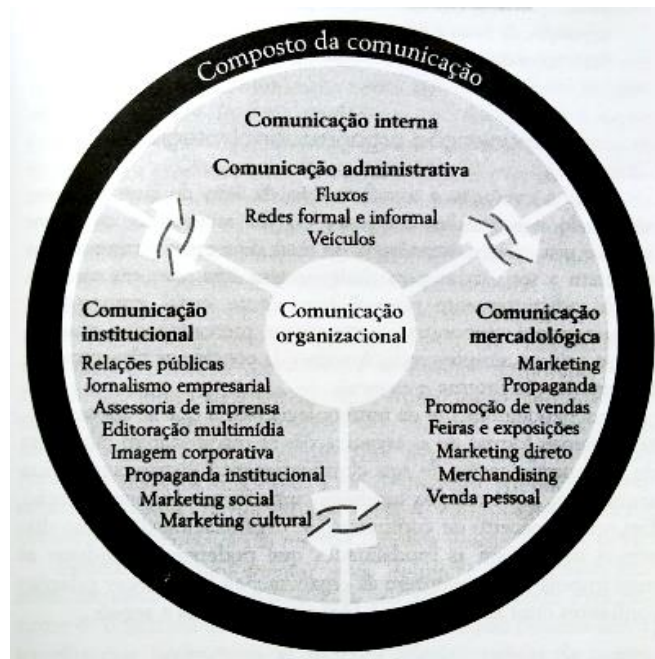 Composto da comunicação
Comunicação interna
Comunicação administrativa
Fluxos
Redes formal e informal
Veículos
Comunicação
institucional
Relações públicas
Jornalismo empresarial
Assessoria de imprensa
Editoração multimídia
Imagem corporativa
Propaganda institucional
Marketing social
Marketing cultural
Comunicação
organizacional
Comunicação
mercadológica
Marketing
Propaganda
Promoção de vendas
Feiras e exposições
Marketing direto
Merchandising
Venda pessoal